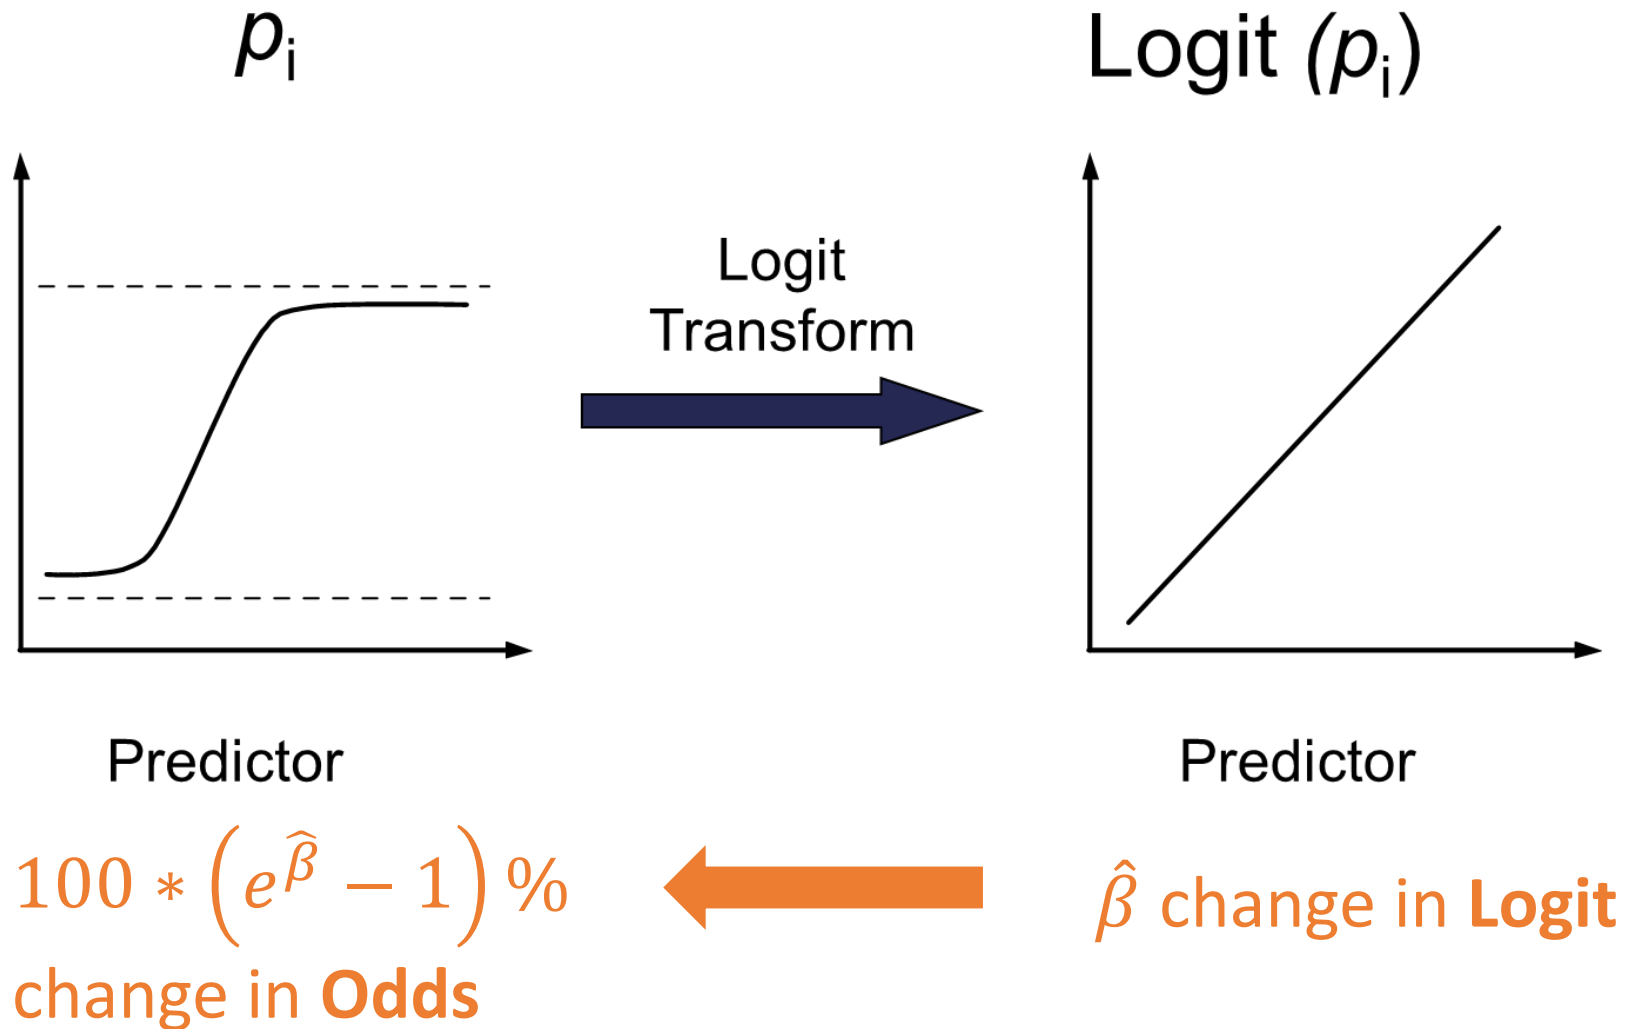 pᵢ
Logit (pᵢ)
Logit
Transform
Predictor
Predictor
100 * (e^β̂ − 1) %
change in Odds
β̂ change in Logit